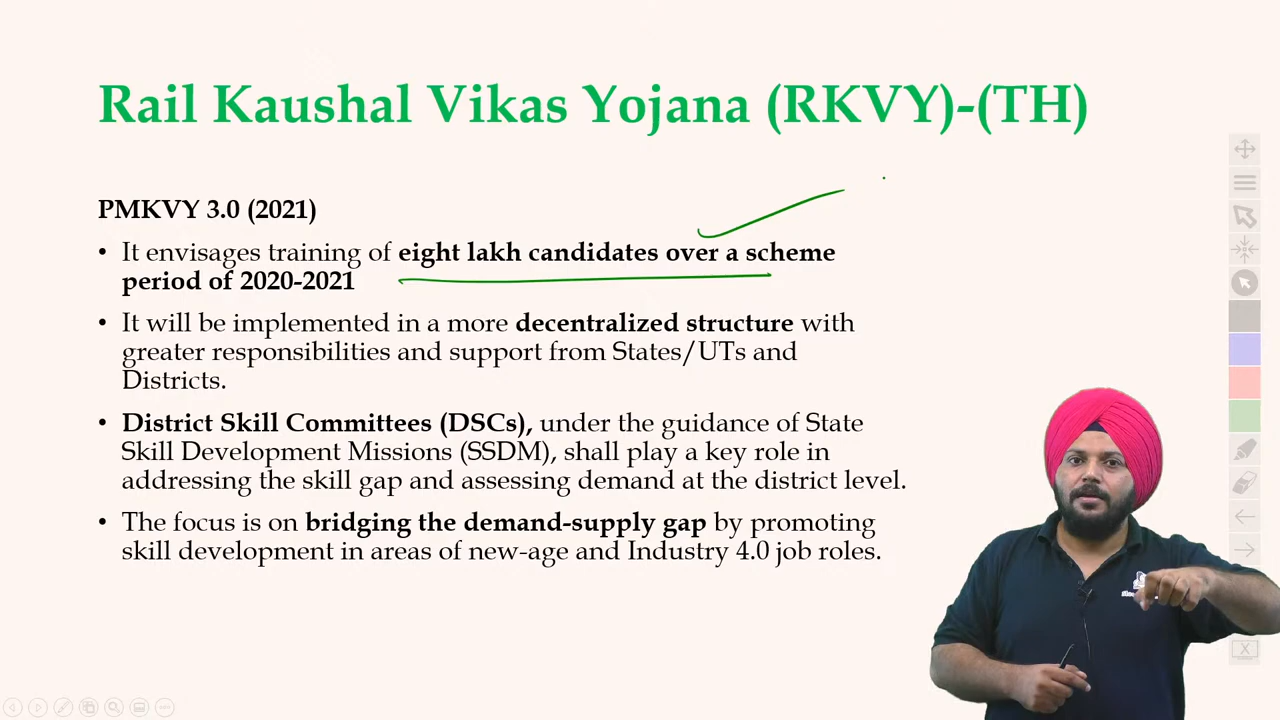 Rail Kaushal Vikas Yojana (RKVY)-(TH)
PMKVY 3.0 (2021)
• It envisages training of eight lakh candidates over a scheme
period of 2020-2021
• It will be implemented in a more decentralized structure with
greater responsibilities and support from States/UTs and
Districts.
• District Skill Committees (DSCs), under the guidance of State
Skill Development Missions (SSDM), shall play a key role in
addressing the skill gap and assessing demand at the district level.
• The focus is on bridging the demand-supply gap by promoting
skill development in areas of new-age and Industry 4.0 job roles.